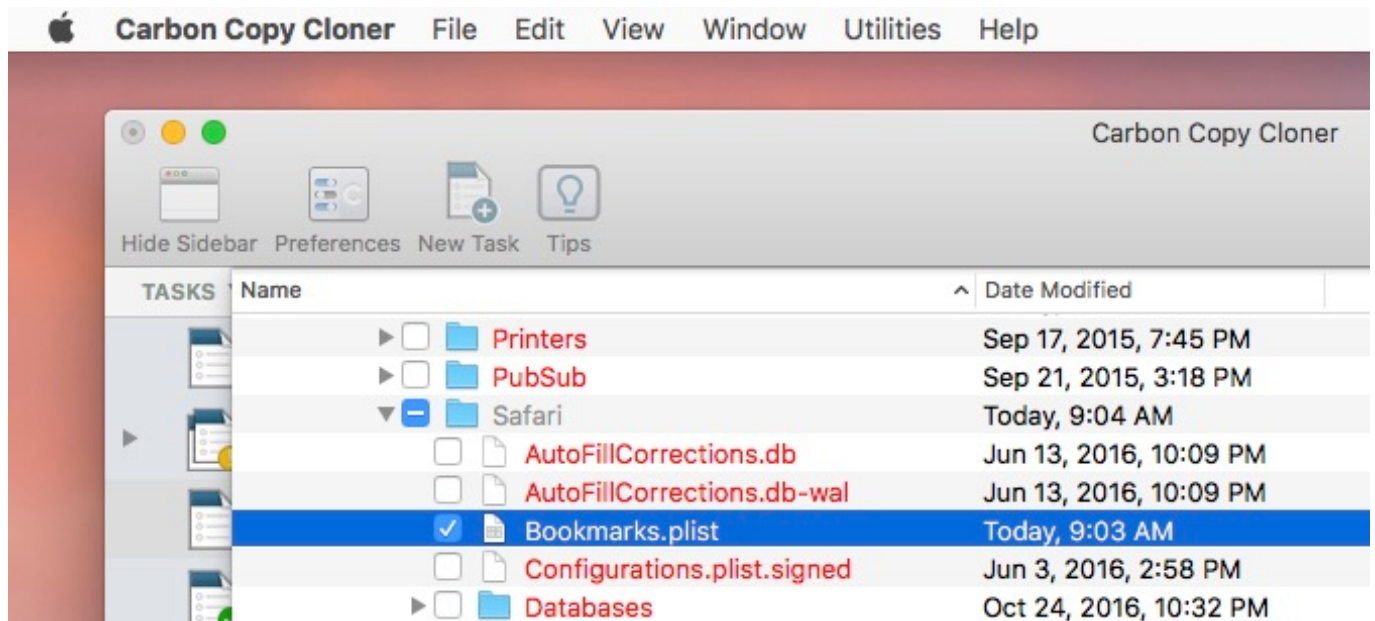 Carbon Copy Cloner File Edit View Window Utilities Help
Carbon Copy Cloner
Hide Sidebar Preferences New Task Tips
TASKS Name Date Modified
Printers Sep 17, 2015, 7:45 PM
PubSub Sep 21, 2015, 3:18 PM
Safari Today, 9:04 AM
AutoFillCorrections.db Jun 13, 2016, 10:09 PM
AutoFillCorrections.db-wal Jun 13, 2016, 10:09 PM
Bookmarks.plist Today, 9:03 AM
Configurations.plist.signed Jun 3, 2016, 2:58 PM
Databases Oct 24, 2016, 10:32 PM